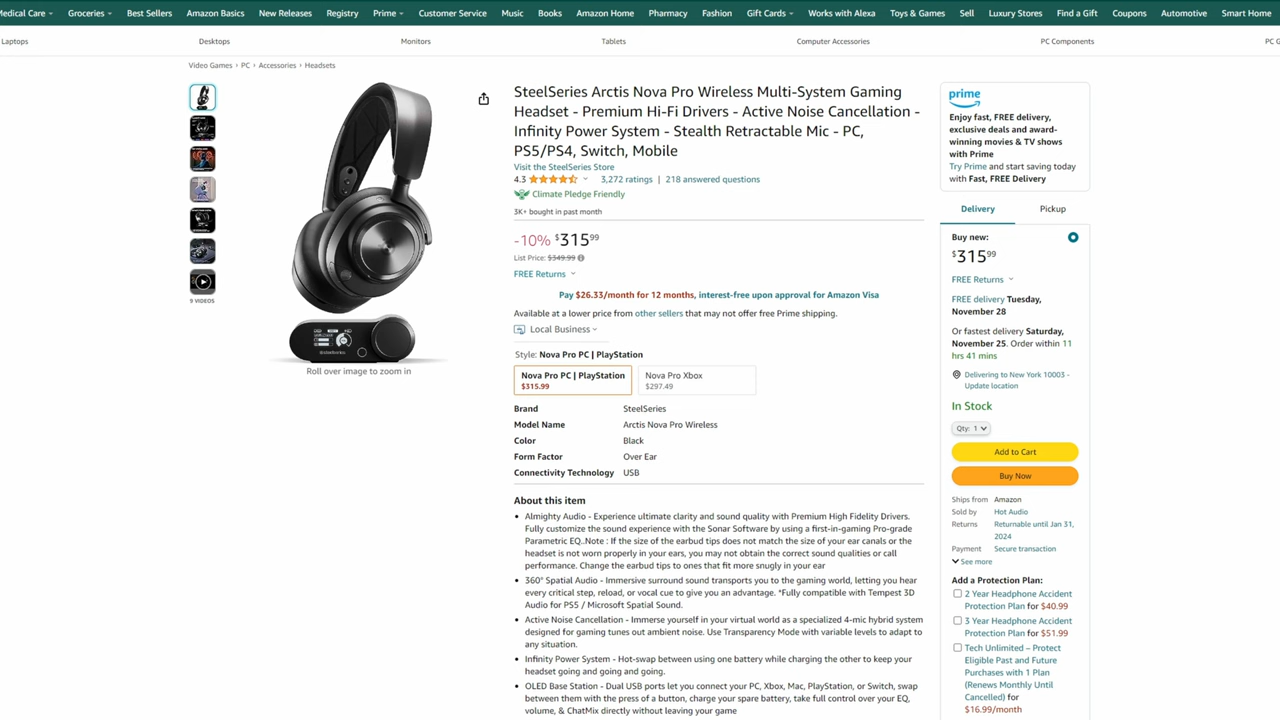 Medical Care Groceries Best Sellers Amazon Basics New Releases Registry Prime Customer Service Music Books Amazon Home Pharmacy Fashion Gift Cards Works with Alexa Toys & Games Sell Luxury Stores Find a Gift Coupons Automotive Smart Home
Laptops Desktops Monitors Tablets Computer Accessories PC Components PC G
Video Games › PC › Accessories › Headsets
9 VIDEOS
steelseries
Roll over image to zoom in
SteelSeries Arctis Nova Pro Wireless Multi-System Gaming
Headset - Premium Hi-Fi Drivers - Active Noise Cancellation -
Infinity Power System - Stealth Retractable Mic - PC,
PS5/PS4, Switch, Mobile
Visit the SteelSeries Store
4.3 3,272 ratings | 218 answered questions
Climate Pledge Friendly
3K+ bought in past month
-10% $315 99
List Price: $349.99
FREE Returns
Pay $26.33/month for 12 months, interest-free upon approval for Amazon Visa
Available at a lower price from other sellers that may not offer free Prime shipping.
Local Business
Style: Nova Pro PC | PlayStation
Nova Pro PC | PlayStation
$315.99
Nova Pro Xbox
$297.49
Brand SteelSeries
Model Name Arctis Nova Pro Wireless
Color Black
Form Factor Over Ear
Connectivity Technology USB
About this item
• Almighty Audio - Experience ultimate clarity and sound quality with Premium High Fidelity Drivers.
Fully customize the sound experience with the Sonar Software by using a first-in-gaming Pro-grade
Parametric EQ..Note : If the size of the earbud tips does not match the size of your ear canals or the
headset is not worn properly in your ears, you may not obtain the correct sound qualities or call
performance. Change the earbud tips to ones that fit more snugly in your ear
• 360° Spatial Audio - Immersive surround sound transports you to the gaming world, letting you hear
every critical step, reload, or vocal cue to give you an advantage. *Fully compatible with Tempest 3D
Audio for PS5 / Microsoft Spatial Sound.
• Active Noise Cancellation - Immerse yourself in your virtual world as a specialized 4-mic hybrid system
designed for gaming tunes out ambient noise. Use Transparency Mode with variable levels to adapt to
any situation.
• Infinity Power System - Hot-swap between using one battery while charging the other to keep your
headset going and going and going.
• OLED Base Station - Dual USB ports let you connect your PC, Xbox, Mac, PlayStation, or Switch, swap
between them with the press of a button, charge your spare battery, take full control over your EQ,
volume, & ChatMix directly without leaving your game
prime
Enjoy fast, FREE delivery,
exclusive deals and award-
winning movies & TV shows
with Prime
Try Prime and start saving today
with Fast, FREE Delivery
Delivery Pickup
Buy new:
$315 99
FREE Returns
FREE delivery Tuesday,
November 28
Or fastest delivery Saturday,
November 25. Order within 11
hrs 41 mins
Delivering to New York 10003 -
Update location
In Stock
Qty: 1
Add to Cart
Buy Now
Ships from Amazon
Sold by Hot Audio
Returns Returnable until Jan 31,
2024
Payment Secure transaction
See more
Add a Protection Plan:
2 Year Headphone Accident
Protection Plan for $40.99
3 Year Headphone Accident
Protection Plan for $51.99
Tech Unlimited – Protect
Eligible Past and Future
Purchases with 1 Plan
(Renews Monthly Until
Cancelled) for
$16.99/month